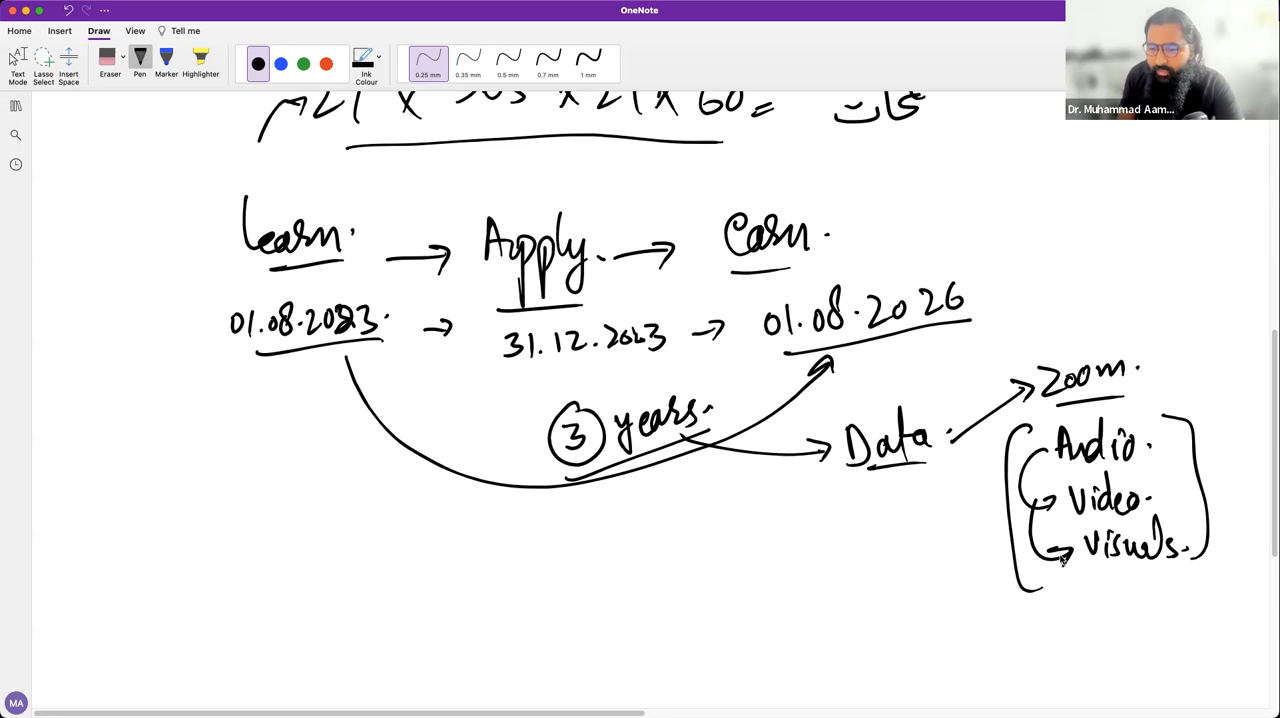 OneNote
Home Insert Draw View Tell me
Text Mode
Lasso Select
Insert Space
Eraser
Pen
Marker
Highlighter
Ink Colour
0.25 mm
0.35 mm
0.5 mm
0.7 mm
1 mm
Dr. Muhammad Aam...
x 60 =
Learn. → Apply. → Earn.
01.08.2023. → 31.12.2023 → 01.08.2026
3 years. → Data. → Zoom.
Audio.
Video.
Visuals.
MA